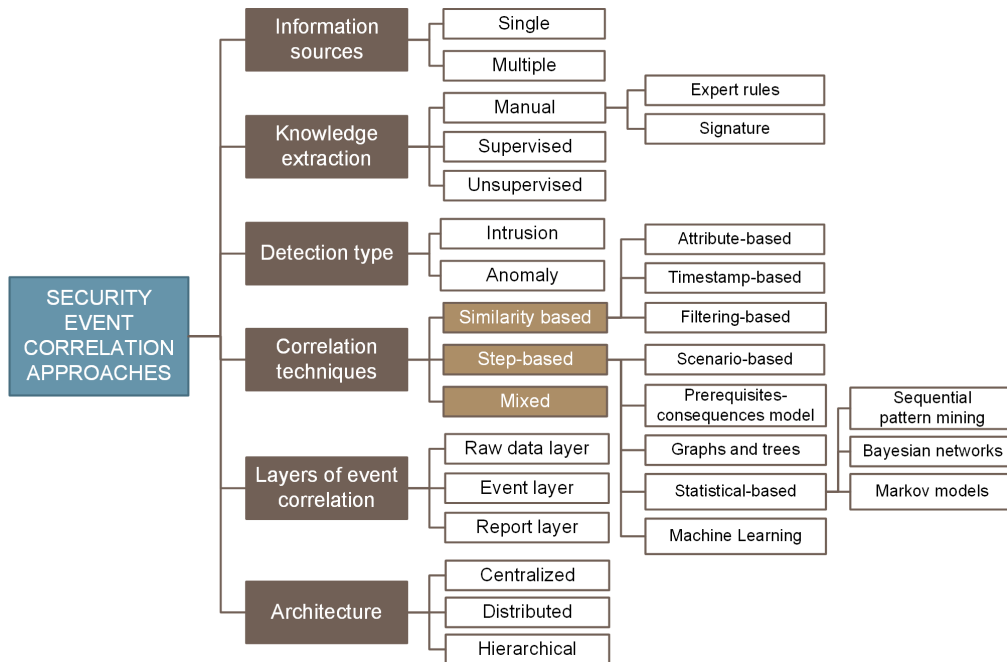 SECURITY
EVENT
CORRELATION
APPROACHES
Information
sources
Single
Multiple
Knowledge
extraction
Manual
Expert rules
Signature
Supervised
Unsupervised
Detection type
Intrusion
Anomaly
Correlation
techniques
Similarity based
Attribute-based
Timestamp-based
Filtering-based
Step-based
Scenario-based
Prerequisites-
consequences model
Graphs and trees
Statistical-based
Sequential
pattern mining
Bayesian networks
Markov models
Machine Learning
Mixed
Layers of event
correlation
Raw data layer
Event layer
Report layer
Architecture
Centralized
Distributed
Hierarchical